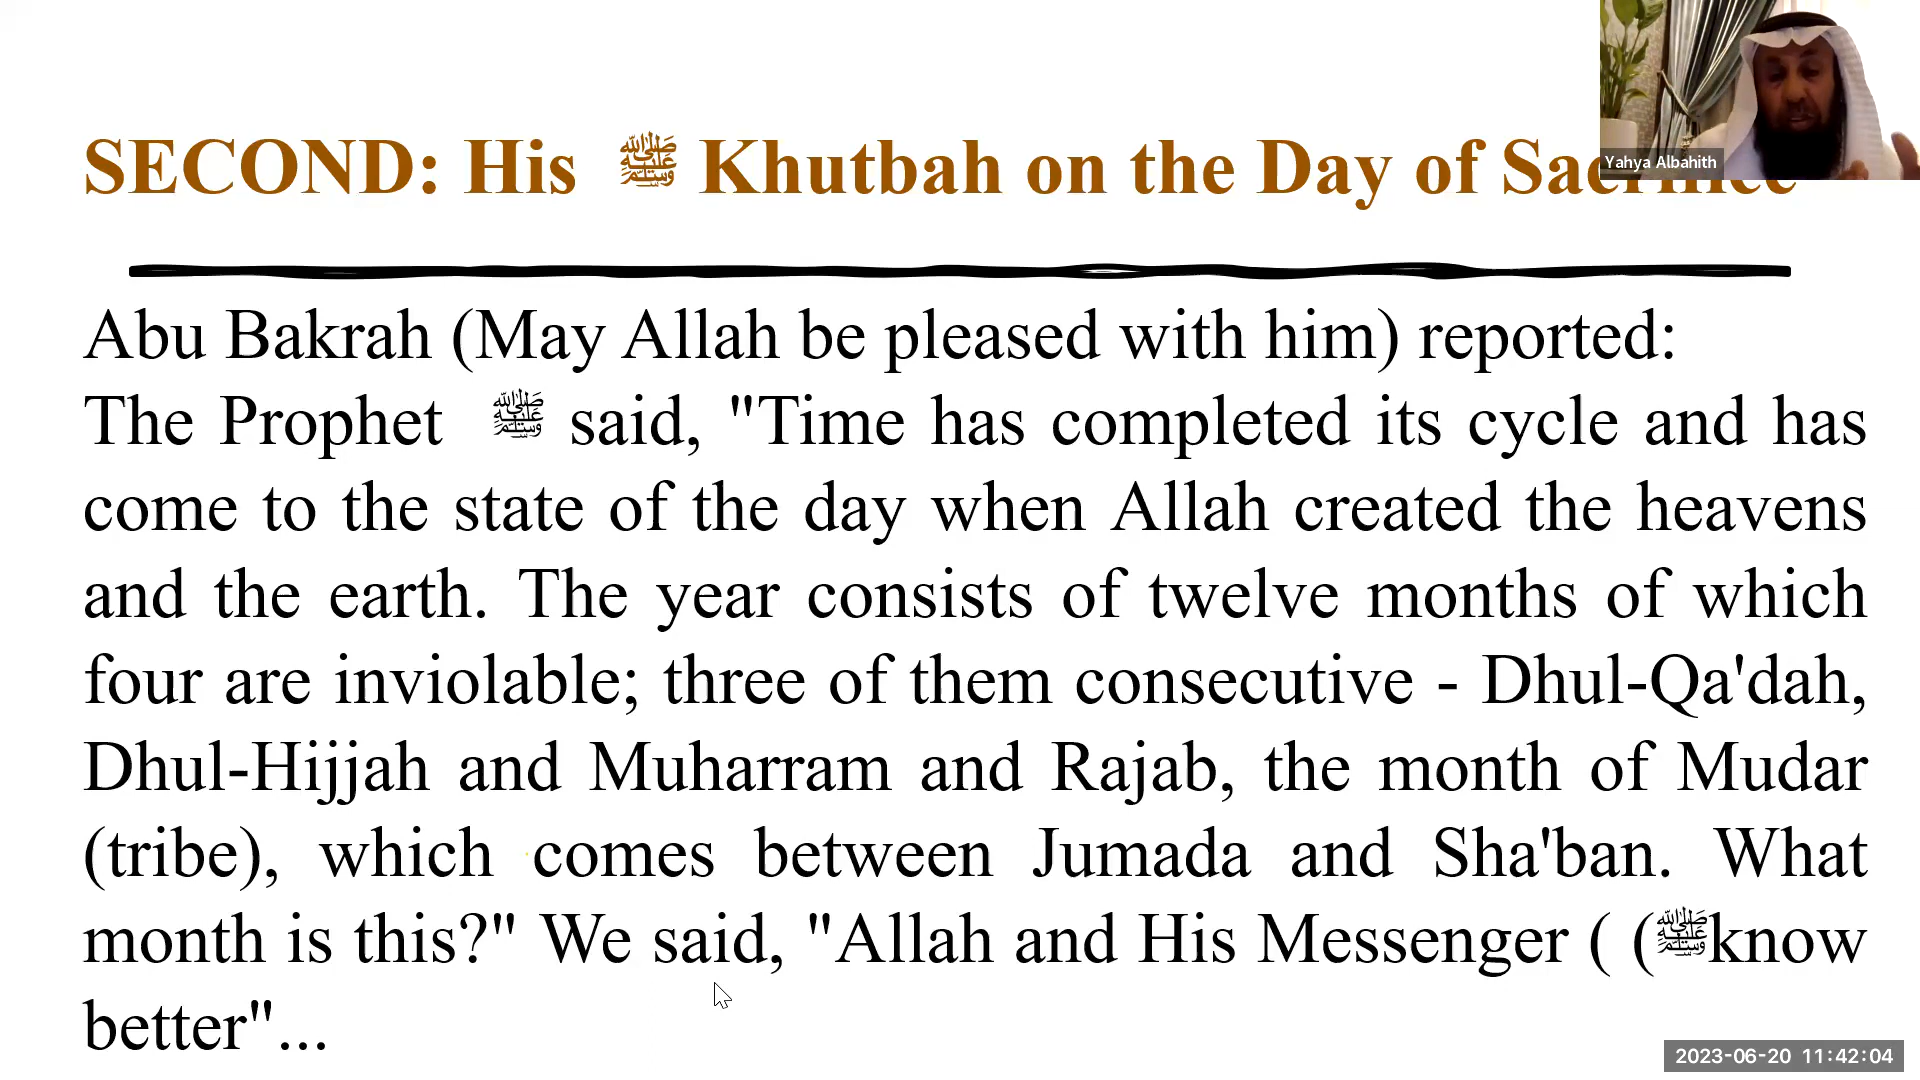 SECOND: His ﷺ Khutbah on the Day of Sacrifice
Yahya Albahith
Abu Bakrah (May Allah be pleased with him) reported:
The Prophet ﷺ said, "Time has completed its cycle and has
come to the state of the day when Allah created the heavens
and the earth. The year consists of twelve months of which
four are inviolable; three of them consecutive - Dhul-Qa'dah,
Dhul-Hijjah and Muharram and Rajab, the month of Mudar
(tribe), which comes between Jumada and Sha'ban. What
month is this?" We said, "Allah and His Messenger ( (ﷺknow
better"...
2023-06-20 11:42:04